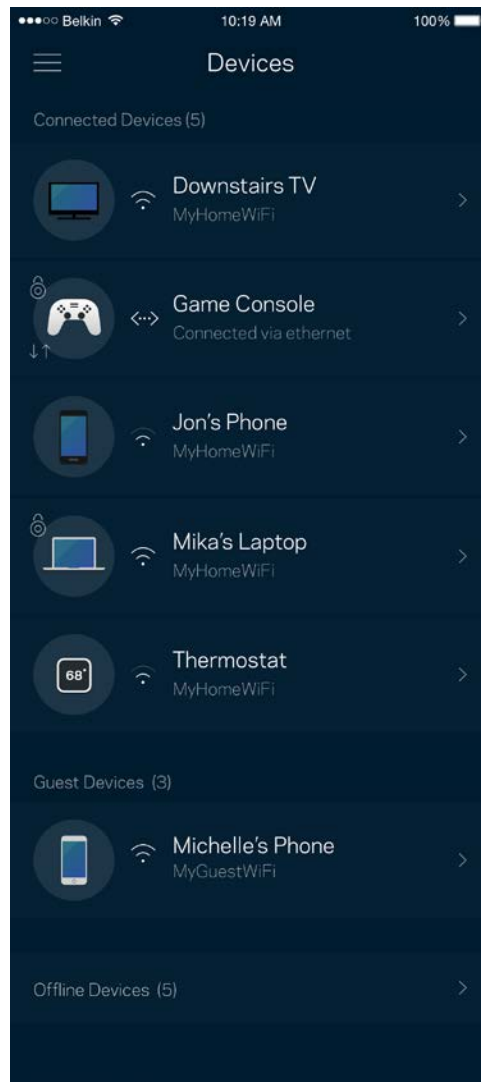 Belkin 10:19 AM 100%
Devices
Connected Devices (5)
Downstairs TV
MyHomeWiFi
Game Console
Connected via ethernet
Jon's Phone
MyHomeWiFi
Mika's Laptop
MyHomeWiFi
68°
Thermostat
MyHomeWiFi
Guest Devices (3)
Michelle's Phone
MyGuestWiFi
Offline Devices (5)